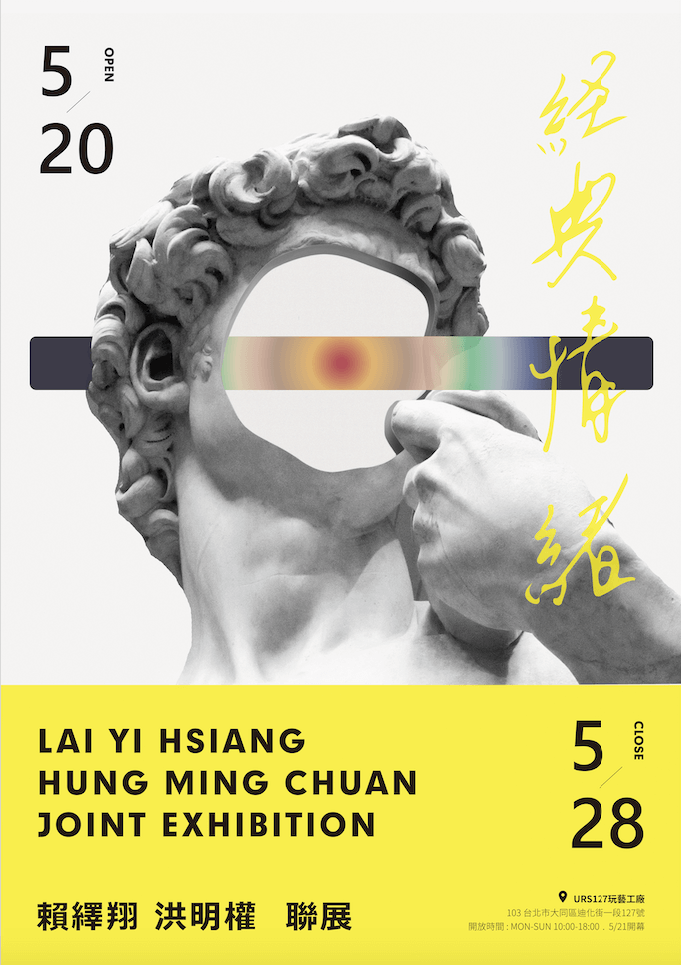 5/20
OPEN
経典情緒
LAI YI HSIANG
HUNG MING CHUAN
JOINT EXHIBITION
5/28
CLOSE
賴繹翔 洪明權 聯展
URS127玩藝工廠
103 台北市大同區迪化街一段127號
開放時間 : MON-SUN 10:00-18:00 . 5/21開幕